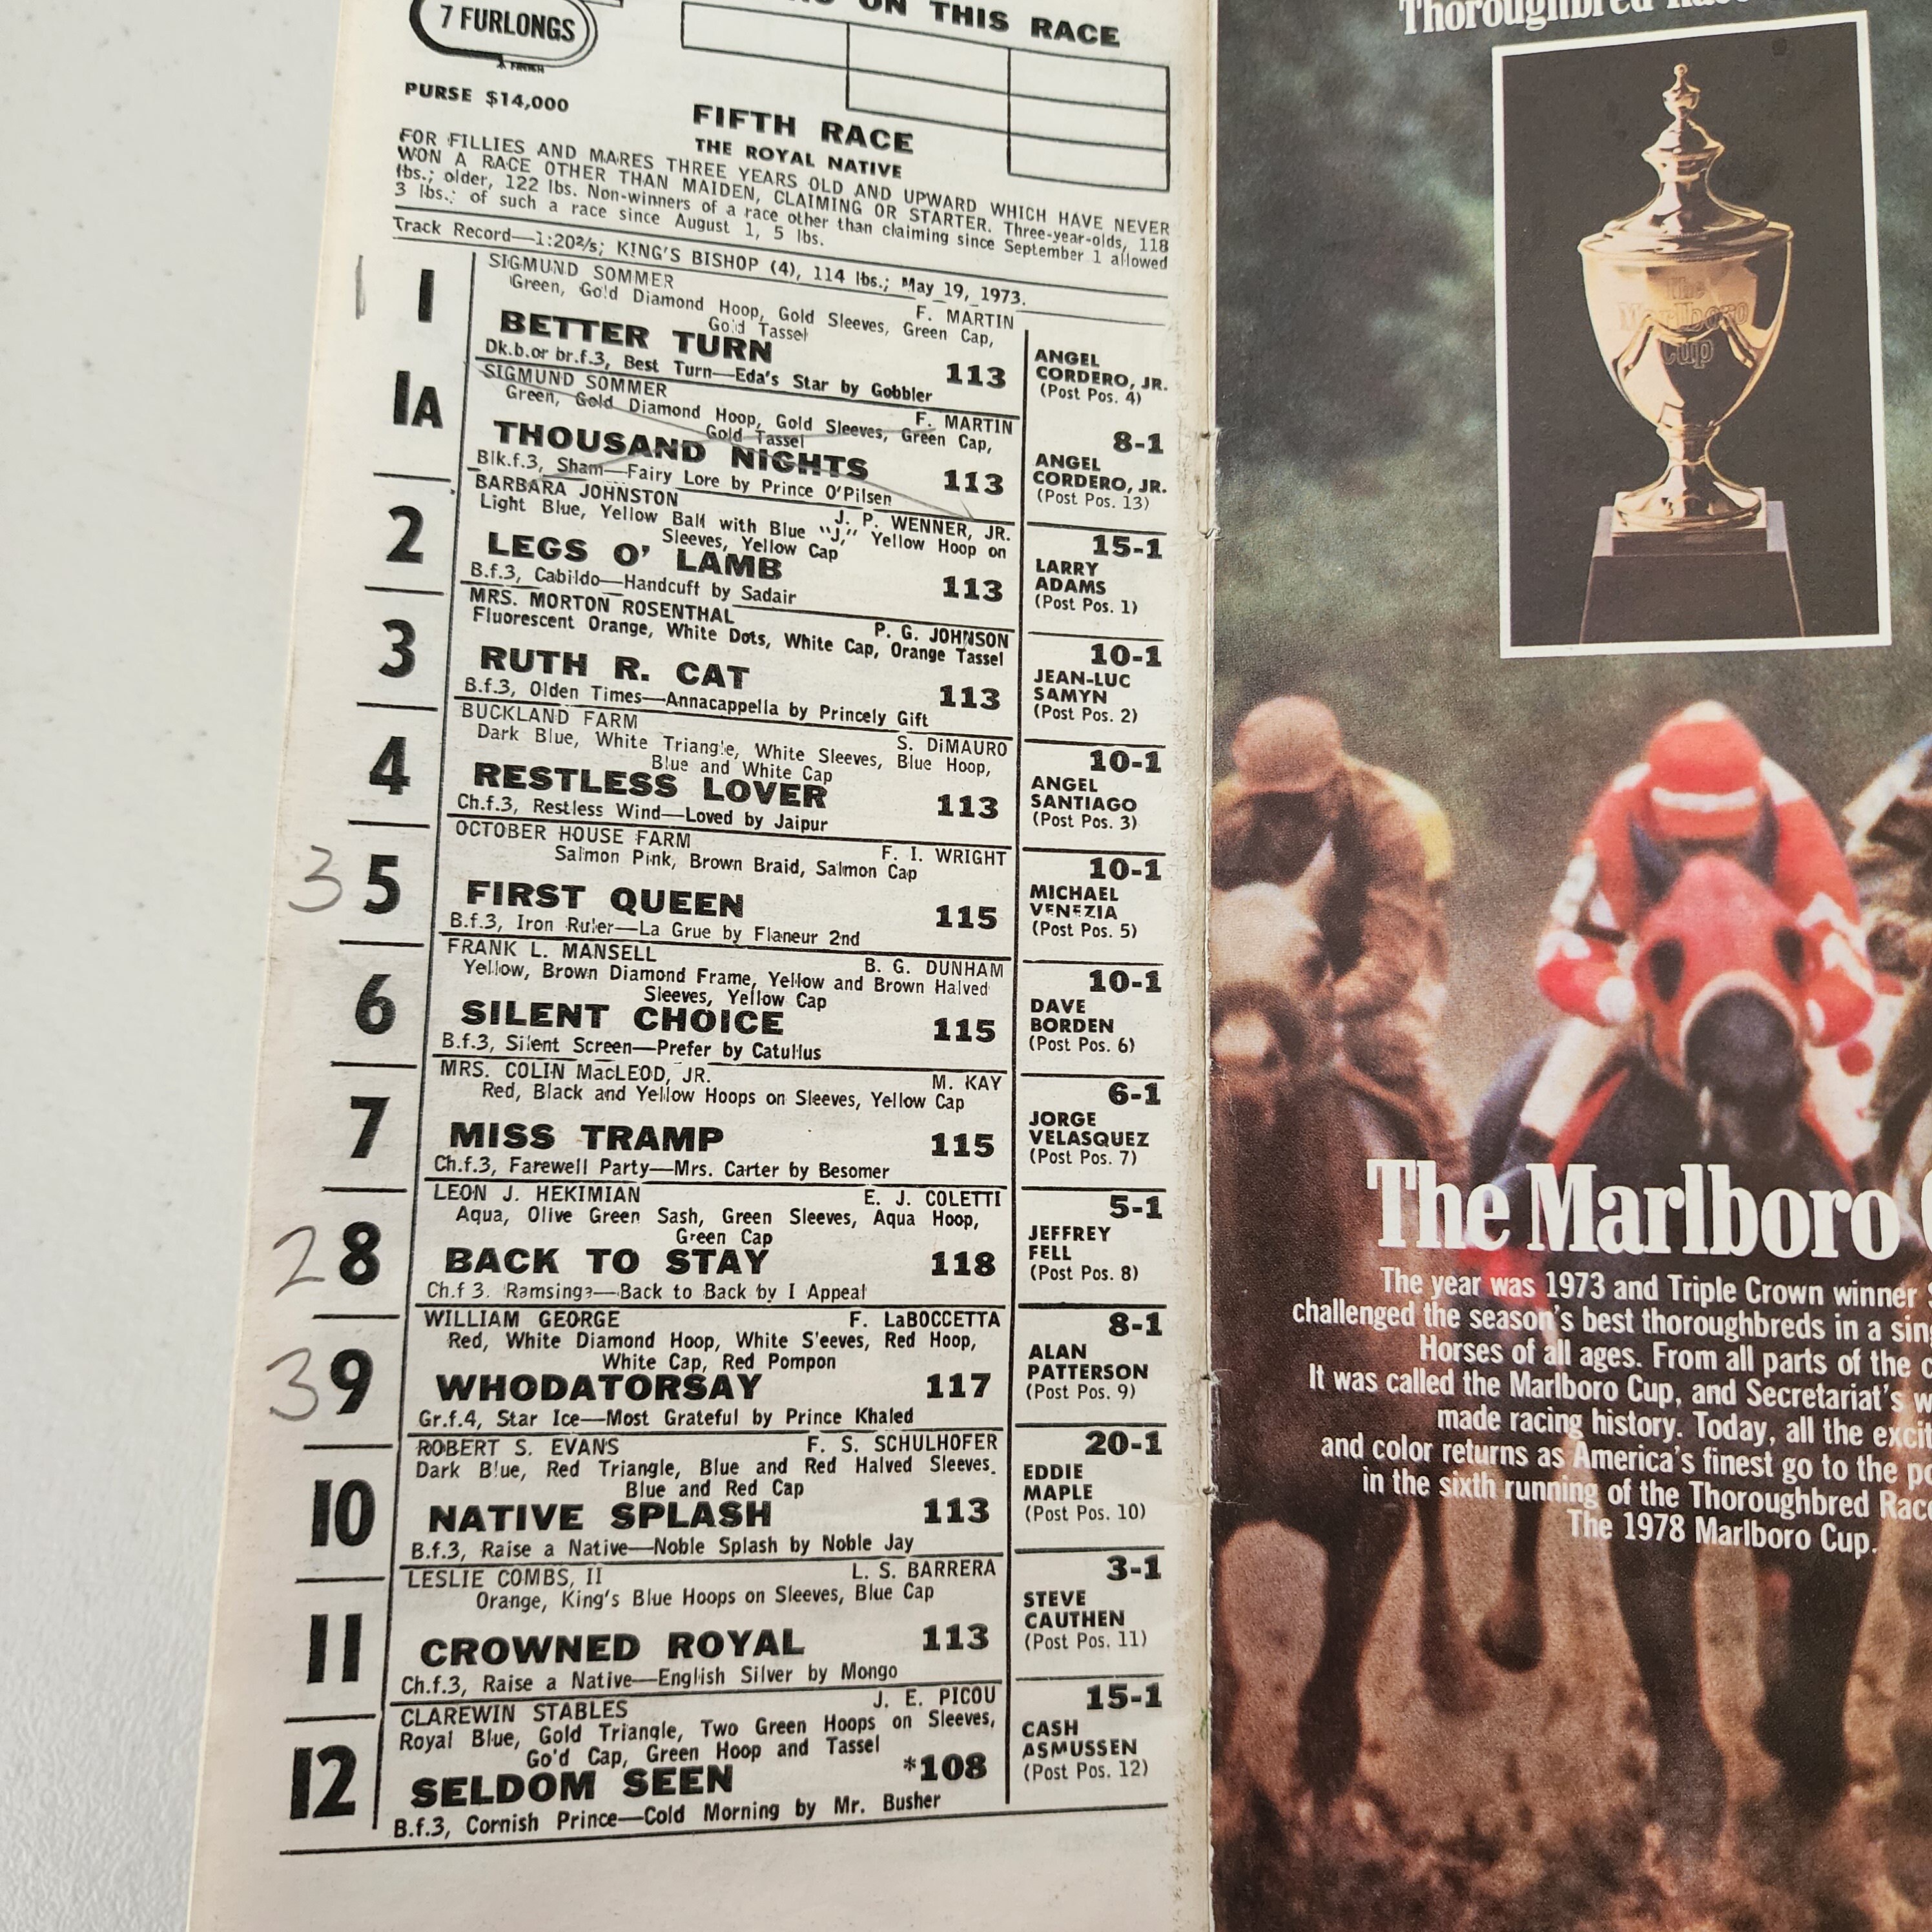 7 FURLONGS
ON THIS RACE
PURSE $14,000
FIFTH RACE
THE ROYAL NATIVE
FOR FILLIES AND MARES THREE YEARS OLD AND UPWARD WHICH HAVE NEVER
WON A RACE OTHER THAN MAIDEN, CLAIMING OR STARTER. Three-year-olds, 118
lbs.; older, 122 lbs. Non-winners of a race other than claiming since September 1 allowed
3 lbs.; of such a race since August 1, 5 lbs.
Track Record—1:20²/₅; KING'S BISHOP (4), 114 lbs.; May 19, 1973.
1
SIGMUND SOMMER F. MARTIN
Green, Gold Diamond Hoop, Gold Sleeves, Green Cap,
Gold Tassel
BETTER TURN 113
Dk.b.or br.f.3, Best Turn—Eda's Star by Gobbler
ANGEL
CORDERO, JR.
(Post Pos. 4)
1A
SIGMUND SOMMER F. MARTIN
Green, Gold Diamond Hoop, Gold Sleeves, Green Cap,
Gold Tassel
THOUSAND NIGHTS 113
Blk.f.3, Sham—Fairy Lore by Prince O'Pilsen
8-1
ANGEL
CORDERO, JR.
(Post Pos. 13)
2
BARBARA JOHNSTON J. P. WENNER, JR.
Light Blue, Yellow Ball with Blue "J," Yellow Hoop on
Sleeves, Yellow Cap
LEGS O' LAMB 113
B.f.3, Cabildo—Handcuff by Sadair
15-1
LARRY
ADAMS
(Post Pos. 1)
3
MRS. MORTON ROSENTHAL P. G. JOHNSON
Fluorescent Orange, White Dots, White Cap, Orange Tassel
RUTH R. CAT 113
B.f.3, Olden Times—Annacappella by Princely Gift
10-1
JEAN-LUC
SAMYN
(Post Pos. 2)
4
BUCKLAND FARM S. DiMAURO
Dark Blue, White Triangle, White Sleeves, Blue Hoop,
Blue and White Cap
RESTLESS LOVER 113
Ch.f.3, Restless Wind—Loved by Jaipur
10-1
ANGEL
SANTIAGO
(Post Pos. 3)
3 5
OCTOBER HOUSE FARM F. I. WRIGHT
Salmon Pink, Brown Braid, Salmon Cap
FIRST QUEEN 115
B.f.3, Iron Ruler—La Grue by Flaneur 2nd
10-1
MICHAEL
VENEZIA
(Post Pos. 5)
6
FRANK L. MANSELL B. G. DUNHAM
Yellow, Brown Diamond Frame, Yellow and Brown Halved
Sleeves, Yellow Cap
SILENT CHOICE 115
B.f.3, Silent Screen—Prefer by Catullus
10-1
DAVE
BORDEN
(Post Pos. 6)
7
MRS. COLIN MacLEOD, JR. M. KAY
Red, Black and Yellow Hoops on Sleeves, Yellow Cap
MISS TRAMP 115
Ch.f.3, Farewell Party—Mrs. Carter by Besomer
6-1
JORGE
VELASQUEZ
(Post Pos. 7)
2 8
LEON J. HEKIMIAN E. J. COLETTI
Aqua, Olive Green Sash, Green Sleeves, Aqua Hoop,
Green Cap
BACK TO STAY 118
Ch.f 3. Ramsinga—Back to Back by I Appeal
5-1
JEFFREY
FELL
(Post Pos. 8)
3 9
WILLIAM GEORGE F. LaBOCCETTA
Red, White Diamond Hoop, White S'eeves, Red Hoop,
White Cap, Red Pompon
WHODATORSAY 117
Gr.f.4, Star Ice—Most Grateful by Prince Khaled
8-1
ALAN
PATTERSON
(Post Pos. 9)
10
ROBERT S. EVANS F. S. SCHULHOFER
Dark B'ue, Red Triangle, Blue and Red Halved Sleeves.
Blue and Red Cap
NATIVE SPLASH 113
B.f.3, Raise a Native—Noble Splash by Noble Jay
20-1
EDDIE
MAPLE
(Post Pos. 10)
11
LESLIE COMBS, II L. S. BARRERA
Orange, King's Blue Hoops on Sleeves, Blue Cap
CROWNED ROYAL 113
Ch.f.3, Raise a Native—English Silver by Mongo
3-1
STEVE
CAUTHEN
(Post Pos. 11)
12
CLAREWIN STABLES J. E. PICOU
Royal Blue, Gold Triangle, Two Green Hoops on Sleeves,
Go'd Cap, Green Hoop and Tassel
SELDOM SEEN *108
B.f.3, Cornish Prince—Cold Morning by Mr. Busher
15-1
CASH
ASMUSSEN
(Post Pos. 12)
Thoroughbred
The
Marlboro
Cup
The Marlboro
The year was 1973 and Triple Crown winner
challenged the season's best thoroughbreds in a
Horses of all ages. From all parts of the
It was called the Marlboro Cup, and Secretariat's
made racing history. Today, all the
and color returns as America's finest go to the
in the sixth running of the Thoroughbred
The 1978 Marlboro Cup.